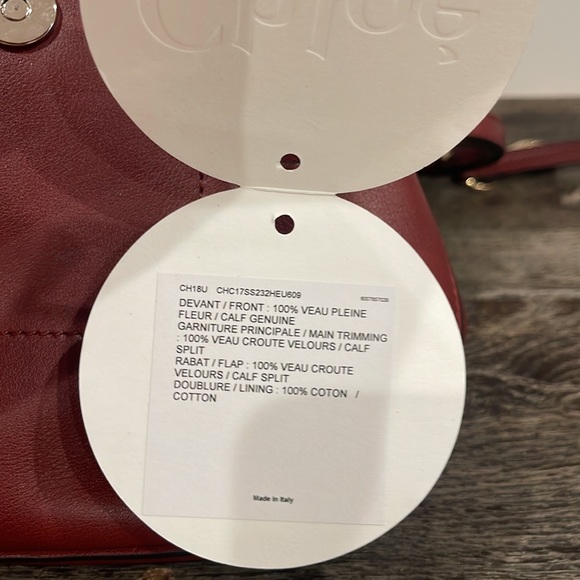 Chloé
CH18U CHC17SS232HEU609
DEVANT / FRONT : 100% VEAU PLEINE
FLEUR / CALF GENUINE
GARNITURE PRINCIPALE / MAIN TRIMMING
: 100% VEAU CROUTE VELOURS / CALF
SPLIT
RABAT / FLAP : 100% VEAU CROUTE
VELOURS / CALF SPLIT
DOUBLURE / LINING : 100% COTON /
COTTON
Made in Italy